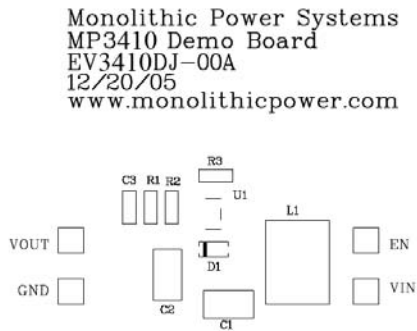 Monolithic Power Systems
MP3410 Demo Board
EV3410DJ-00A
12/20/05
www.monolithicpower.com
R3
C3 R1 R2
U1
L1
VOUT
EN
D1
GND
VIN
C2
C1